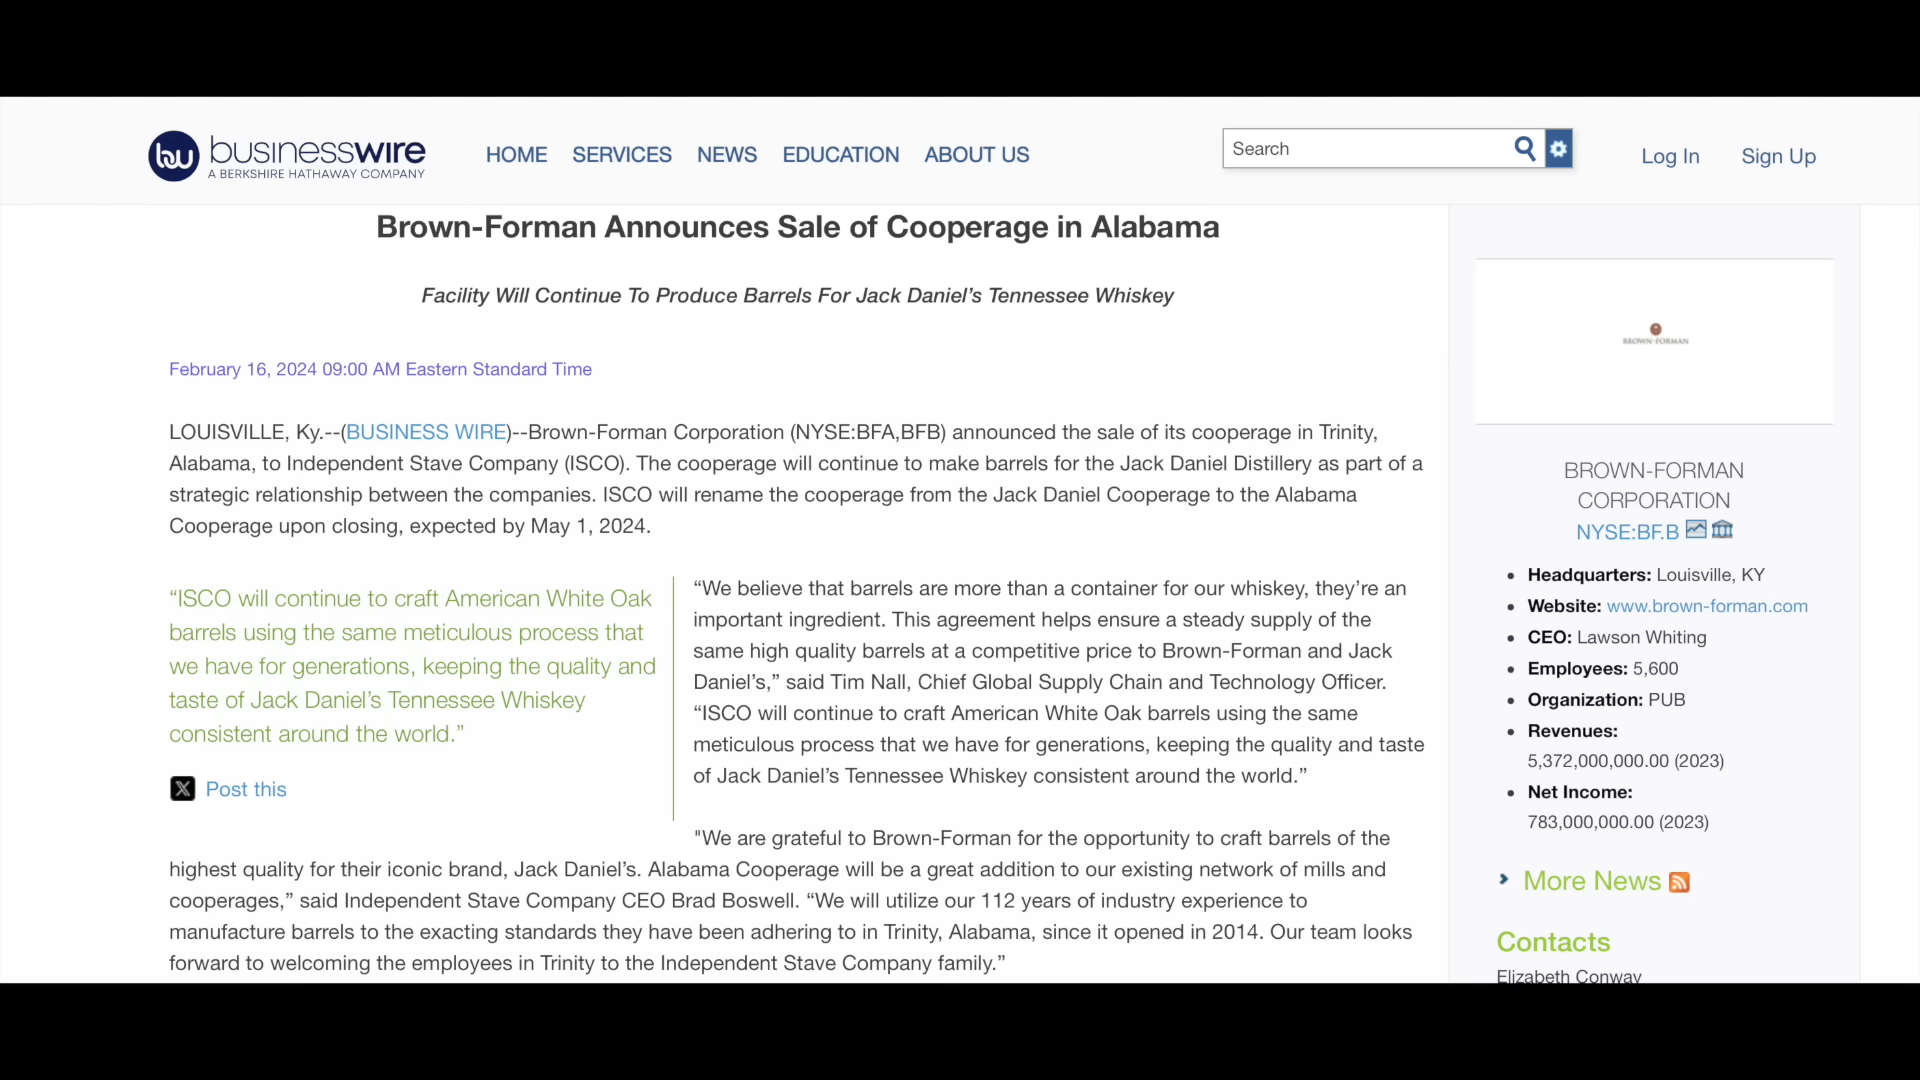 businesswire
A BERKSHIRE HATHAWAY COMPANY
HOME SERVICES NEWS EDUCATION ABOUT US
Search
Log In Sign Up
Brown-Forman Announces Sale of Cooperage in Alabama
Facility Will Continue To Produce Barrels For Jack Daniel’s Tennessee Whiskey
February 16, 2024 09:00 AM Eastern Standard Time
LOUISVILLE, Ky.--(BUSINESS WIRE)--Brown-Forman Corporation (NYSE:BFA,BFB) announced the sale of its cooperage in Trinity,
Alabama, to Independent Stave Company (ISCO). The cooperage will continue to make barrels for the Jack Daniel Distillery as part of a
strategic relationship between the companies. ISCO will rename the cooperage from the Jack Daniel Cooperage to the Alabama
Cooperage upon closing, expected by May 1, 2024.
“ISCO will continue to craft American White Oak
barrels using the same meticulous process that
we have for generations, keeping the quality and
taste of Jack Daniel’s Tennessee Whiskey
consistent around the world.”
Post this
“We believe that barrels are more than a container for our whiskey, they’re an
important ingredient. This agreement helps ensure a steady supply of the
same high quality barrels at a competitive price to Brown-Forman and Jack
Daniel’s,” said Tim Nall, Chief Global Supply Chain and Technology Officer.
“ISCO will continue to craft American White Oak barrels using the same
meticulous process that we have for generations, keeping the quality and taste
of Jack Daniel’s Tennessee Whiskey consistent around the world.”
"We are grateful to Brown-Forman for the opportunity to craft barrels of the
highest quality for their iconic brand, Jack Daniel’s. Alabama Cooperage will be a great addition to our existing network of mills and
cooperages,” said Independent Stave Company CEO Brad Boswell. “We will utilize our 112 years of industry experience to
manufacture barrels to the exacting standards they have been adhering to in Trinity, Alabama, since it opened in 2014. Our team looks
forward to welcoming the employees in Trinity to the Independent Stave Company family.”
BROWN-FORMAN
BROWN-FORMAN
CORPORATION
NYSE:BF.B
Headquarters: Louisville, KY
Website: www.brown-forman.com
CEO: Lawson Whiting
Employees: 5,600
Organization: PUB
Revenues:
5,372,000,000.00 (2023)
Net Income:
783,000,000.00 (2023)
More News
Contacts
Elizabeth Conway